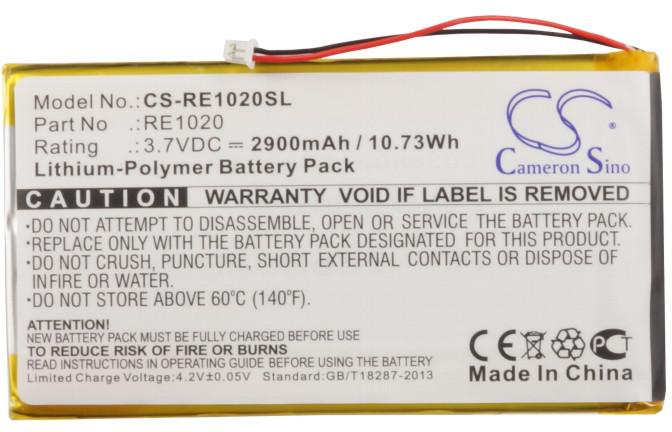 Model No.: CS-RE1020SL
Part No :RE1020
Rating :3.7VDC ⎓ 2900mAh / 10.73Wh
Lithium-Polymer Battery Pack
CS
Cameron Sino
CAUTION WARRANTY VOID IF LABEL IS REMOVED
•DO NOT ATTEMPT TO DISASSEMBLE, OPEN OR SERVICE THE BATTERY PACK.
•REPLACE ONLY WITH THE SAME BATTERY PACK.
•DO NOT CRUSH, PUNCTURE, SHORT EXTERNAL CONTACTS OR DISPOSE OF
INFIRE OR WATER.
•DO NOT STORE ABOVE 60°C (140°F).
ATTENTION!
NEW BATTERY PACK MUST BE FULLY CHARGED BEFORE USE.
TO REDUCE RISK OF FIRE OR BURNS
READ INSTRUCTIONS IN OPERATING GUIDE BEFORE USING BATTERY PACK.
Limited Charge Voltage:4.2V±0.05V Standard:GB/T18287-2013
CE PCT
Made In China